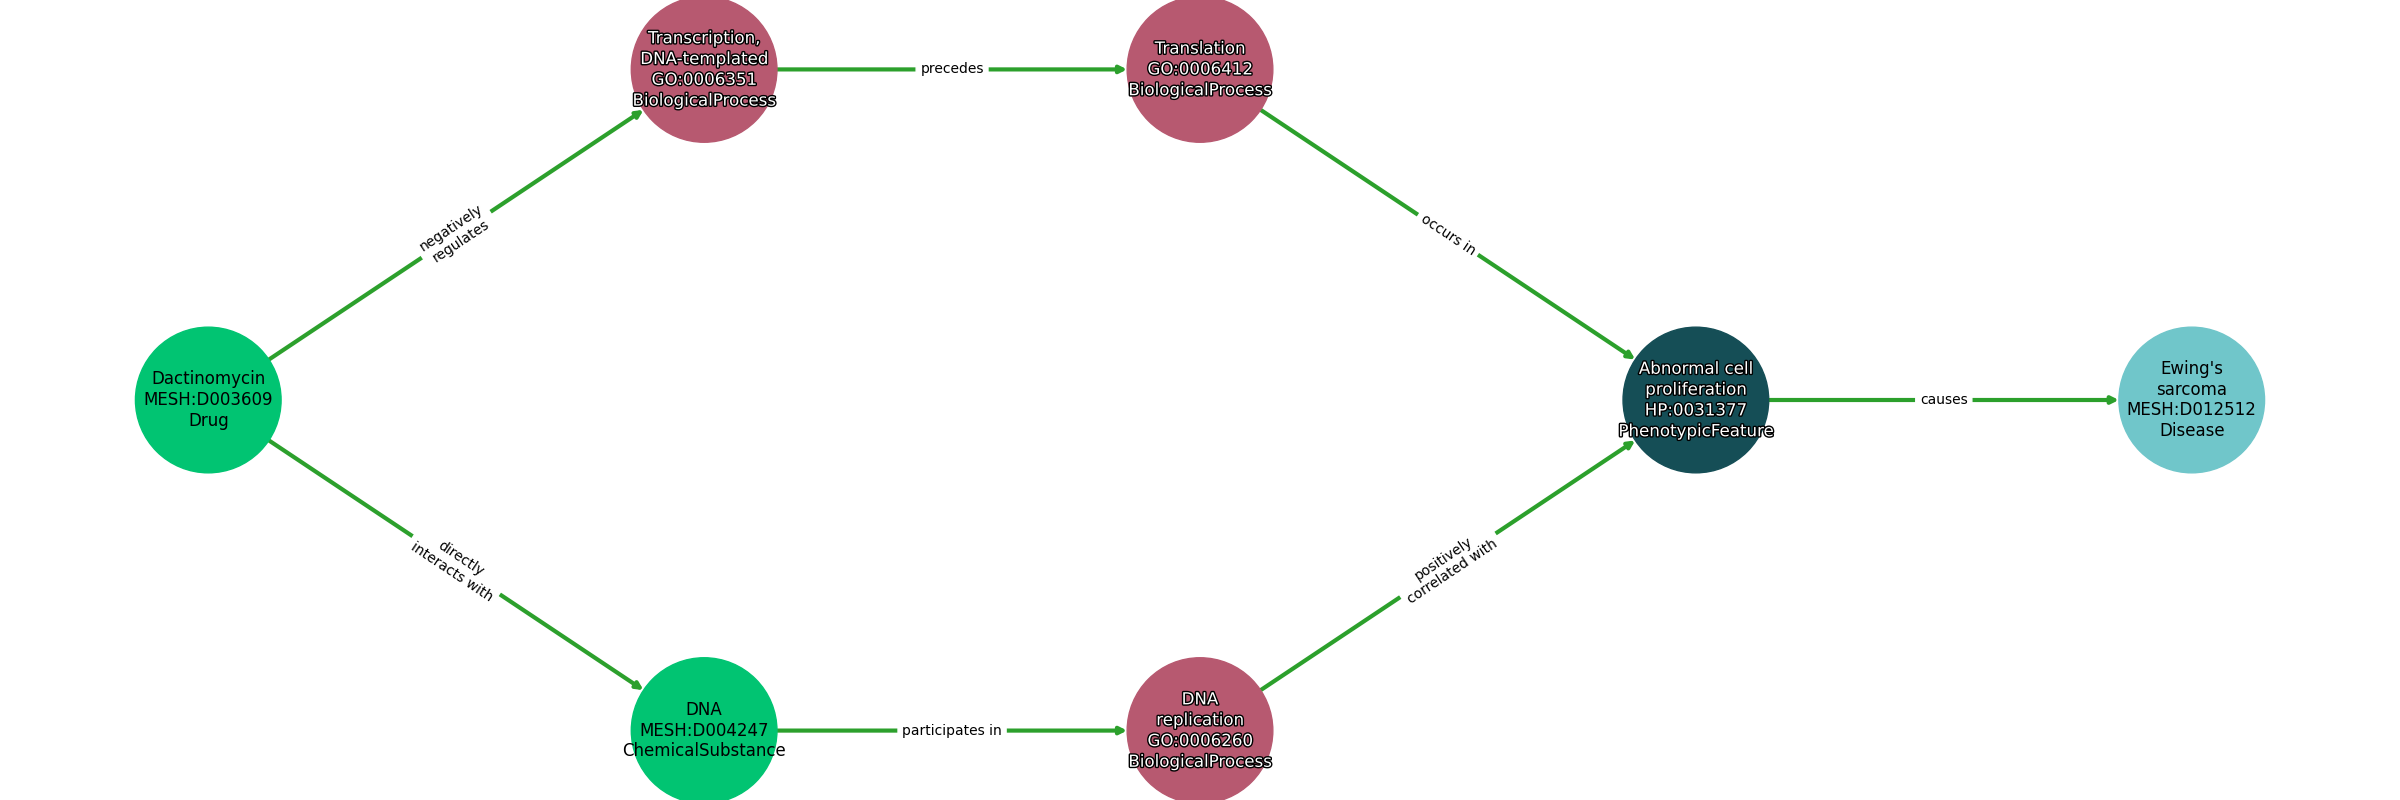 Transcription,
DNA-templated
GO:0006351
BiologicalProcess
precedes
Translation
GO:0006412
BiologicalProcess
negatively
regulates
occurs in
Dactinomycin
MESH:D003609
Drug
Abnormal cell
proliferation
HP:0031377
PhenotypicFeature
causes
Ewing's
sarcoma
MESH:D012512
Disease
directly
interacts with
positively
correlated with
DNA
MESH:D004247
ChemicalSubstance
participates in
DNA
replication
GO:0006260
BiologicalProcess